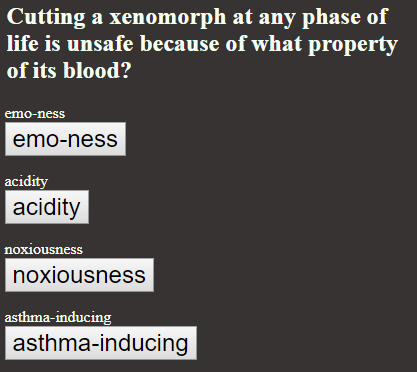 Cutting a xenomorph at any phase of
life is unsafe because of what property
of its blood?
emo-ness
emo-ness
acidity
acidity
noxiousness
noxiousness
asthma-inducing
asthma-inducing